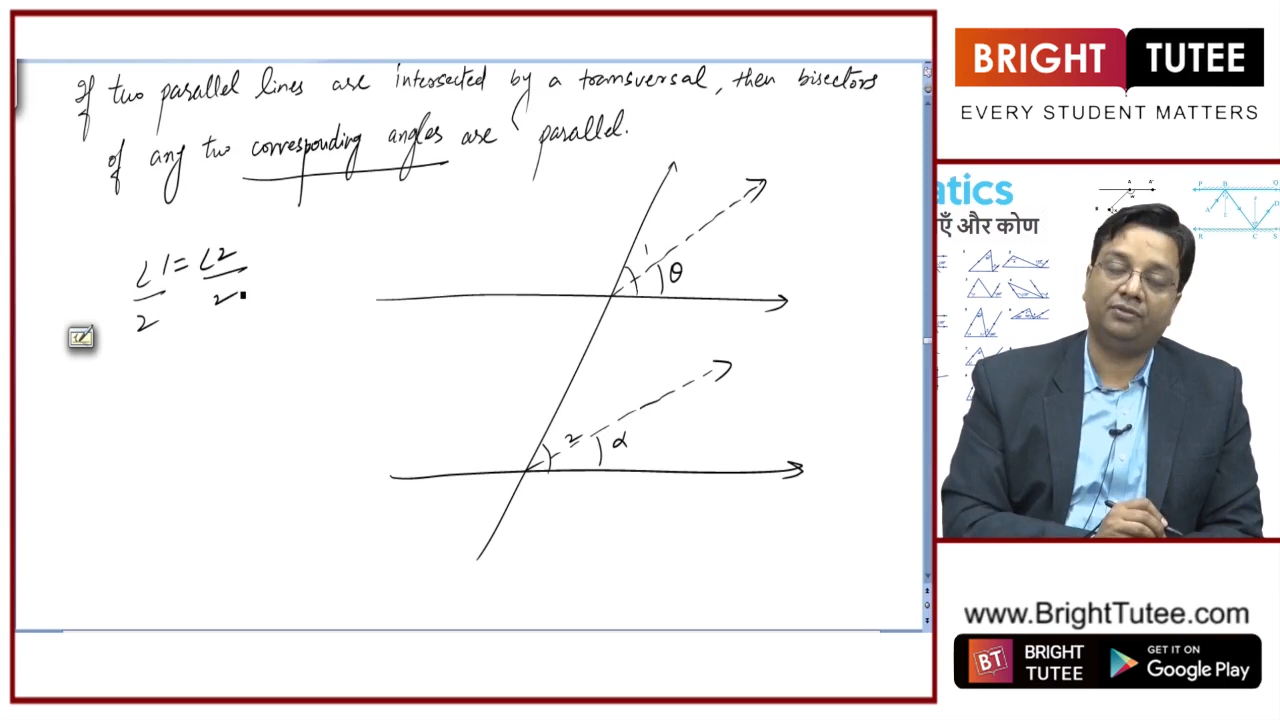 If two parallel lines are intersected by a transversal, then bisectors
of any two corresponding angles are parallel.
∠1 = ∠2
2 2
1
θ
2
α
BRIGHT TUTEE
EVERY STUDENT MATTERS
atics
एँ और कोण
P B Q
A
R C S
www.BrightTutee.com
BT BRIGHT TUTEE
GET IT ON
Google Play